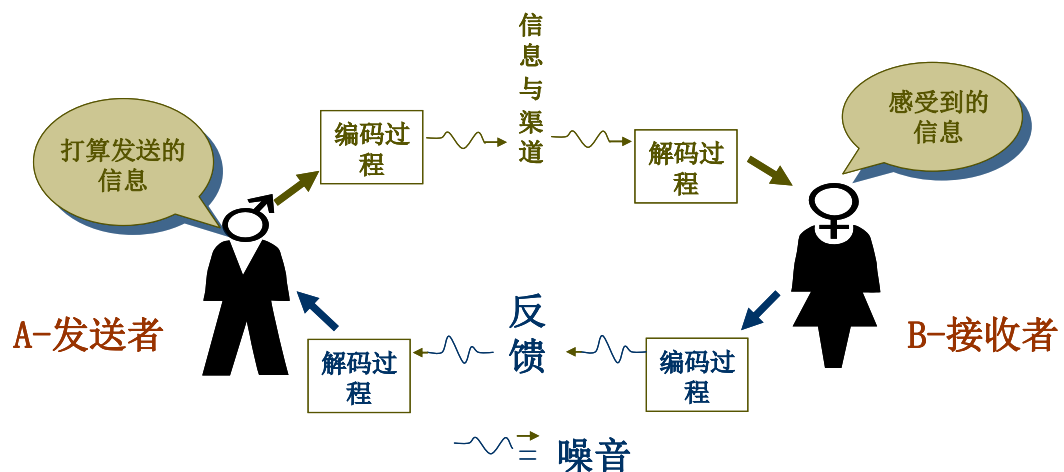 信
息
与
渠
道
打算发送的
信息
编码过
程
解码过
程
感受到的
信息
A-发送者
反
馈
B-接收者
解码过
程
编码过
程
= 噪音